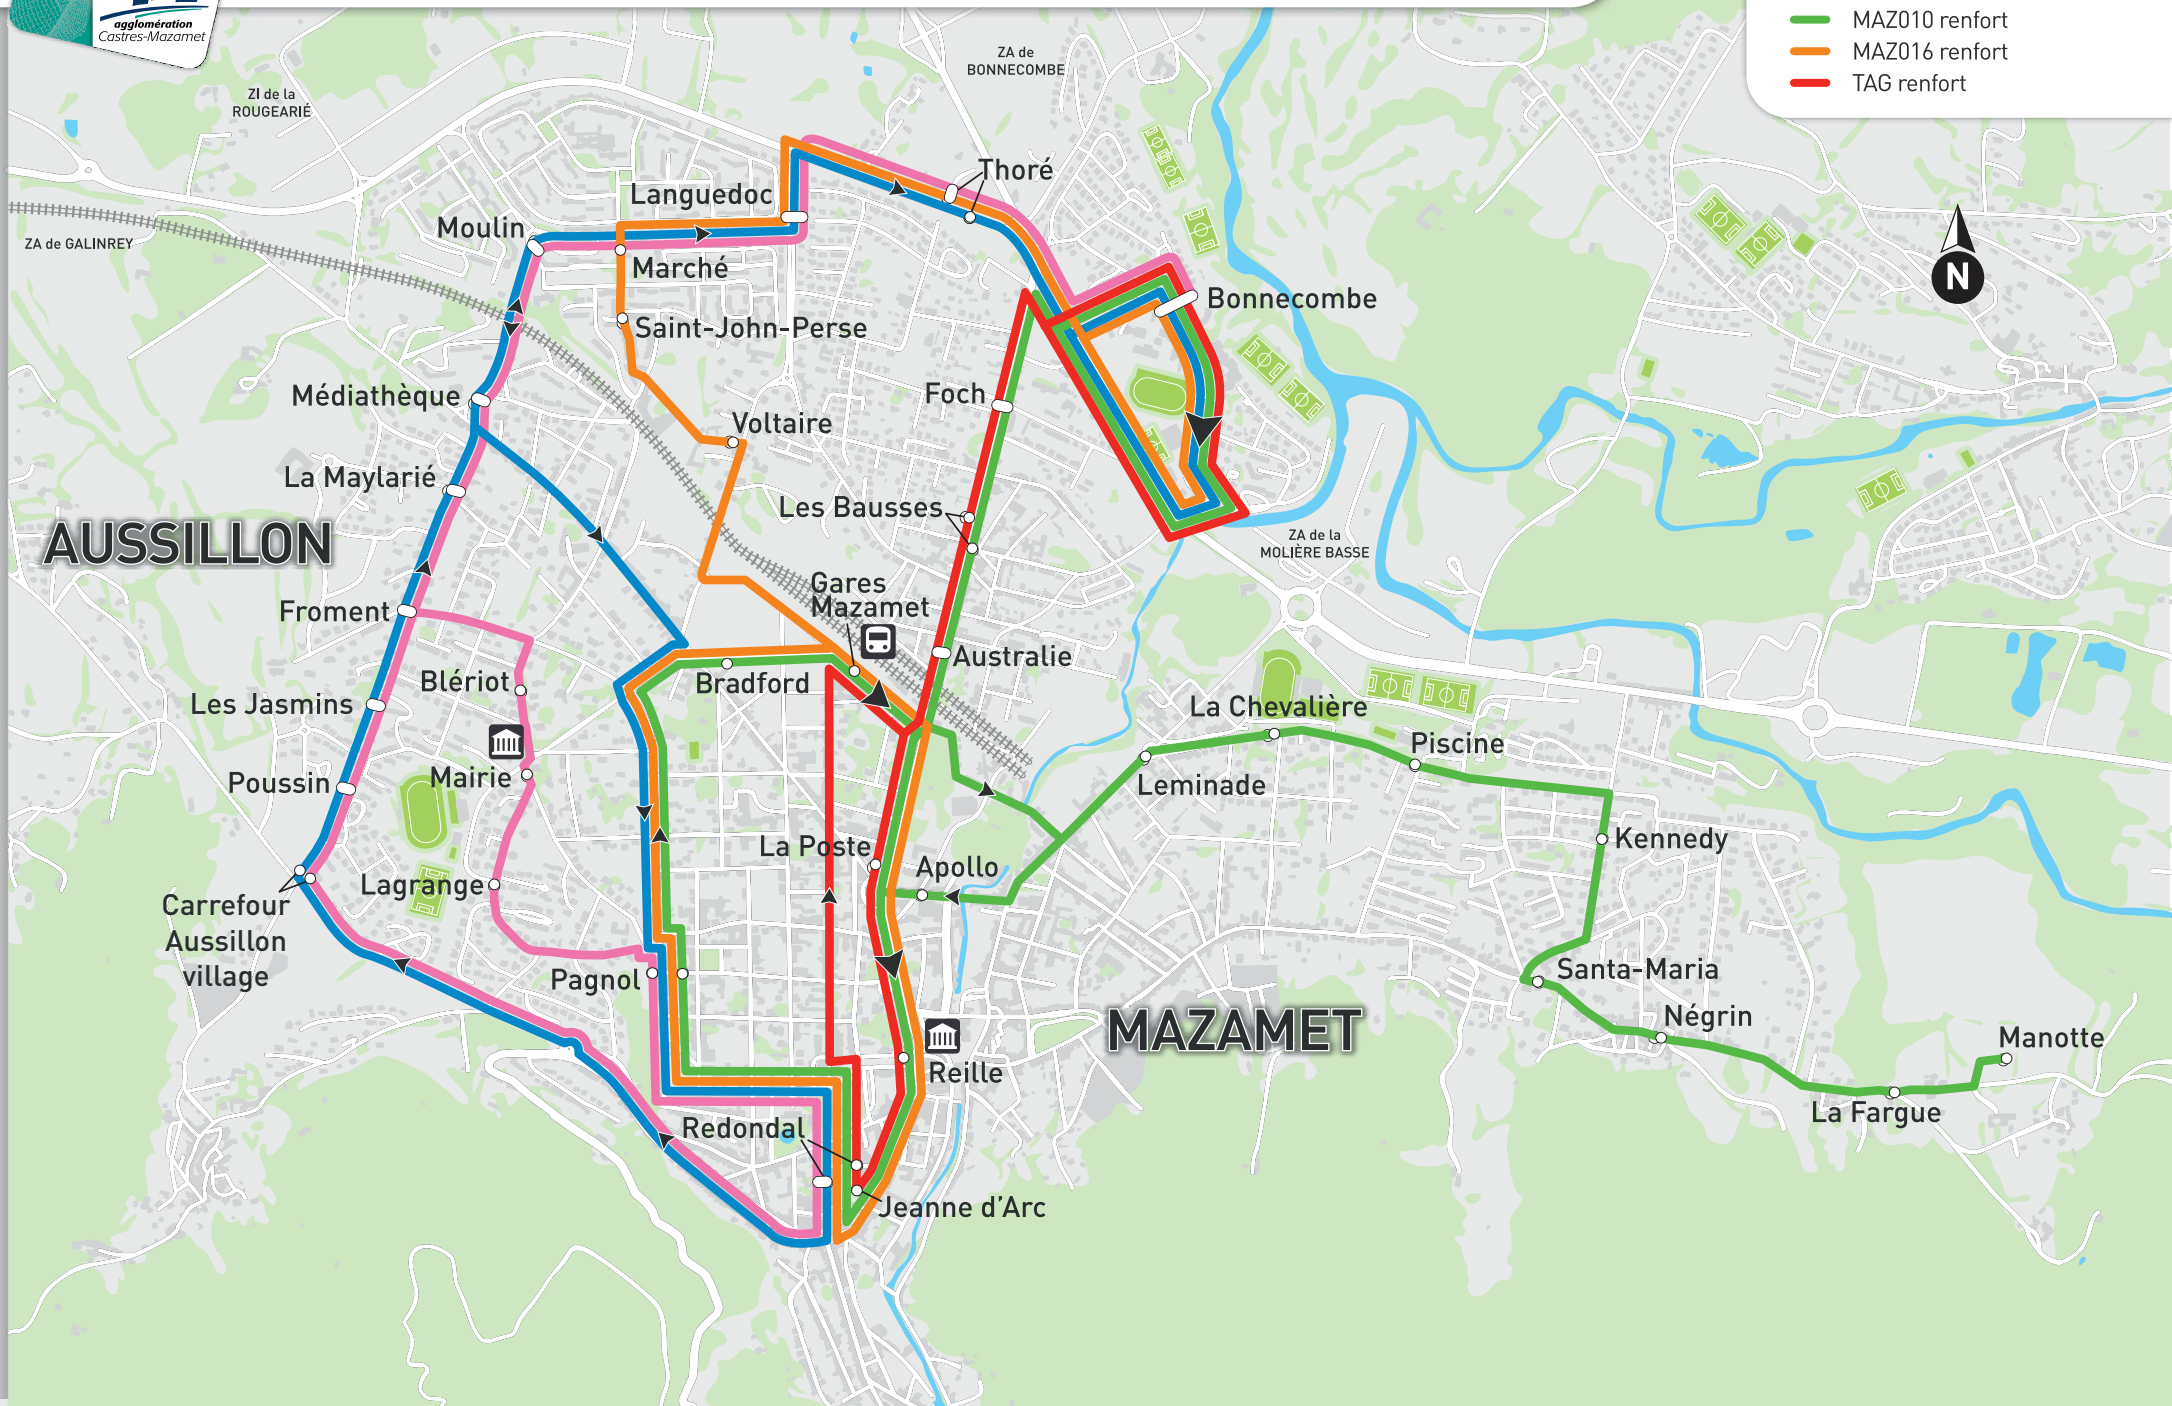 agglomération
Castres-Mazamet
MAZ010 renfort
MAZ016 renfort
TAG renfort
ZA de
BONNECOMBE
ZI de la
ROUGEARIÉ
Thoré
Languedoc
Moulin
ZA de GALINREY
Marché
Bonnecombe
N
Saint-John-Perse
Médiathèque
Foch
Voltaire
La Maylarié
Les Bausses
AUSSILLON
ZA de la
MOLIÈRE BASSE
Gares
Mazamet
Froment
Australie
Blériot
Bradford
Les Jasmins
La Chevalière
Piscine
Mairie
Poussin
Leminade
La Poste
Kennedy
Apollo
Lagrange
Carrefour
Aussillon
village
Pagnol
Santa-Maria
Négrin
MAZAMET
Manotte
Reille
La Fargue
Redondal
Jeanne d'Arc